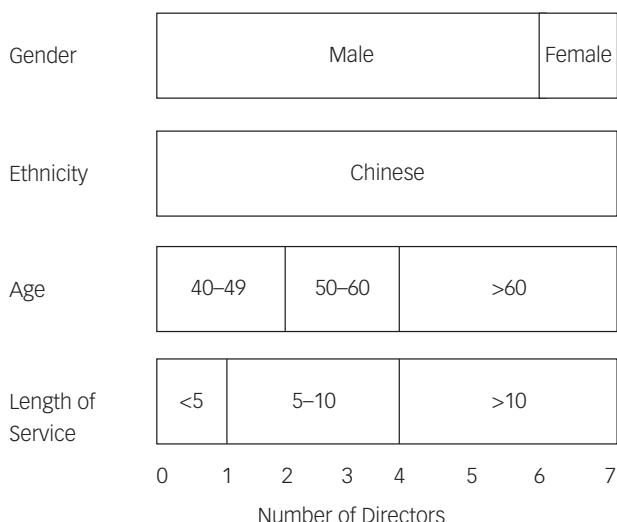 Gender Male Female
Ethnicity Chinese
Age 40–49 50–60 >60
Length of
Service <5 5–10 >10
0 1 2 3 4 5 6 7
Number of Directors